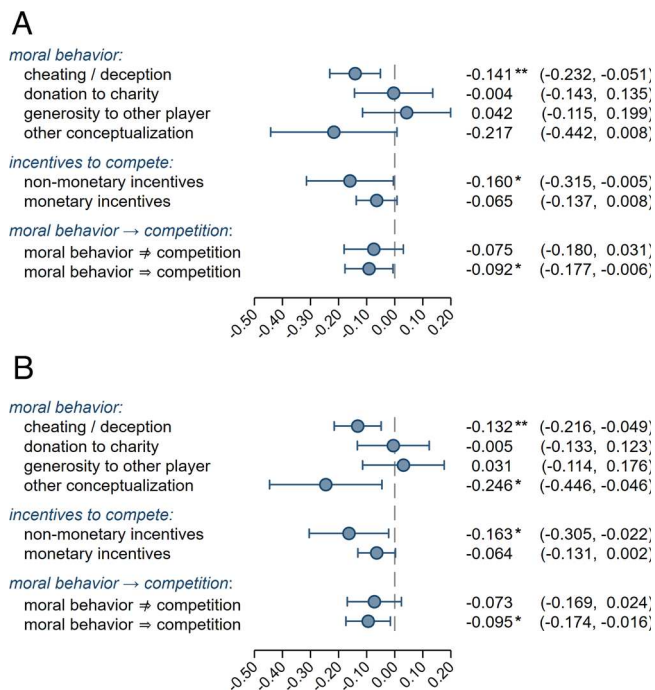 A
moral behavior:
cheating / deception -0.141** (-0.232, -0.051)
donation to charity -0.004 (-0.143, 0.135)
generosity to other player 0.042 (-0.115, 0.199)
other conceptualization -0.217 (-0.442, 0.008)
incentives to compete:
non-monetary incentives -0.160* (-0.315, -0.005)
monetary incentives -0.065 (-0.137, 0.008)
moral behavior → competition:
moral behavior ⇏ competition -0.075 (-0.180, 0.031)
moral behavior ⇒ competition -0.092* (-0.177, -0.006)
-0.50 -0.40 -0.30 -0.20 -0.10 0.00 0.10 0.20
B
moral behavior:
cheating / deception -0.132** (-0.216, -0.049)
donation to charity -0.005 (-0.133, 0.123)
generosity to other player 0.031 (-0.114, 0.176)
other conceptualization -0.246* (-0.446, -0.046)
incentives to compete:
non-monetary incentives -0.163* (-0.305, -0.022)
monetary incentives -0.064 (-0.131, 0.002)
moral behavior → competition:
moral behavior ⇏ competition -0.073 (-0.169, 0.024)
moral behavior ⇒ competition -0.095* (-0.174, -0.016)
-0.50 -0.40 -0.30 -0.20 -0.10 0.00 0.10 0.20